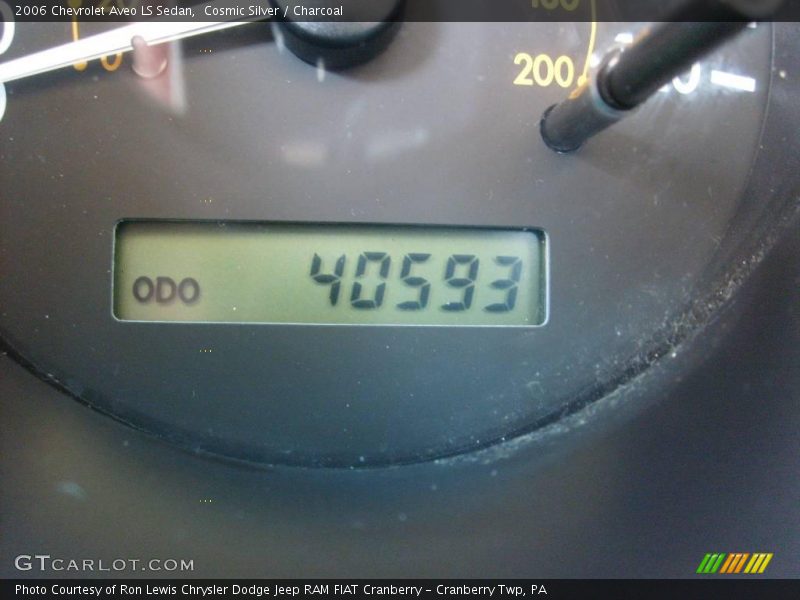 2006 Chevrolet Aveo LS Sedan,  Cosmic Silver / Charcoal
200
ODO 40593
GTCARLOT.COM
Photo Courtesy of Ron Lewis Chrysler Dodge Jeep RAM FIAT Cranberry – Cranberry Twp, PA